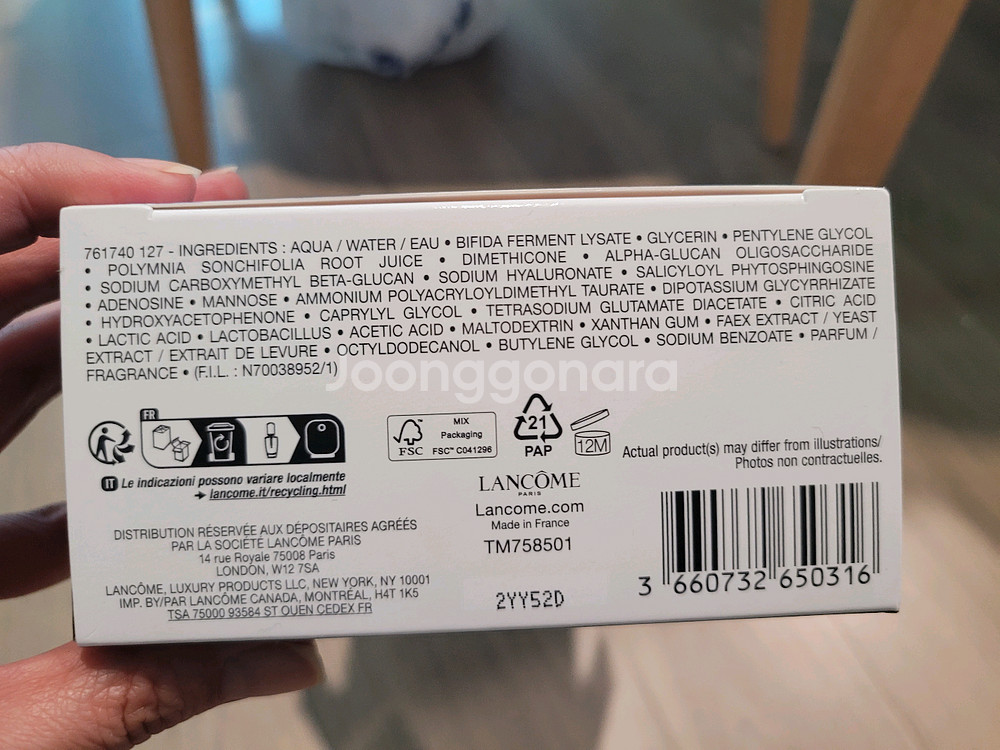 761740 127 - INGREDIENTS : AQUA / WATER / EAU • BIFIDA FERMENT LYSATE • GLYCERIN • PENTYLENE GLYCOL
• POLYMNIA SONCHIFOLIA ROOT JUICE • DIMETHICONE • ALPHA-GLUCAN OLIGOSACCHARIDE
• SODIUM CARBOXYMETHYL BETA-GLUCAN • SODIUM HYALURONATE • SALICYLOYL PHYTOSPHINGOSINE
• ADENOSINE • MANNOSE • AMMONIUM POLYACRYLOYLDIMETHYL TAURATE • DIPOTASSIUM GLYCYRRHIZATE
• HYDROXYACETOPHENONE • CAPRYLYL GLYCOL • TETRASODIUM GLUTAMATE DIACETATE • CITRIC ACID
• LACTIC ACID • LACTOBACILLUS • ACETIC ACID • MALTODEXTRIN • XANTHAN GUM • FAEX EXTRACT / YEAST
EXTRACT / EXTRAIT DE LEVURE • OCTYLDODECANOL • BUTYLENE GLYCOL • SODIUM BENZOATE • PARFUM /
FRAGRANCE • (F.I.L. : N70038952/1)
Joonggonara
FR
IT Le indicazioni possono variare localmente
lancome.it/recycling.html
FSC
MIX
Packaging
FSC™ C041296
21
PAP
12M
Actual product(s) may differ from illustrations/
Photos non contractuelles.
DISTRIBUTION RÉSERVÉE AUX DÉPOSITAIRES AGRÉÉS
PAR LA SOCIÉTÉ LANCÔME PARIS
14 rue Royale 75008 Paris
LONDON, W12 7SA
LANCÔME, LUXURY PRODUCTS LLC, NEW YORK, NY 10001
IMP. BY/PAR LANCÔME CANADA, MONTRÉAL, H4T 1K5
TSA 75000 93584 ST OUEN CEDEX FR
LANCÔME
PARIS
Lancome.com
Made in France
TM758501
2YY52D
3 660732 650316